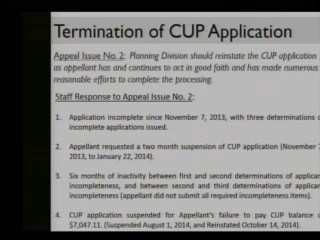 Termination of CUP Application
Appeal Issue No. 2: Planning Division should reinstate the CUP application
as appellant has and continues to act in good faith and has made numerous
reasonable efforts to complete the processing.
Staff Response to Appeal Issue No. 2:
1. Application incomplete since November 7, 2013, with three determinations o
incomplete applications issued.
2. Appellant requested a two month suspension of CUP application (November
2013, to January 22, 2014).
3. Six months of inactivity between first and second determinations of applican
incompleteness, and between second and third determinations of applican
incompleteness (appellant did not submit all required incompleteness items).
4. CUP application suspended for Appellant's failure to pay CUP balance o
$7,047.11. (Suspended August 1, 2014, and Reinstated October 14, 2014).